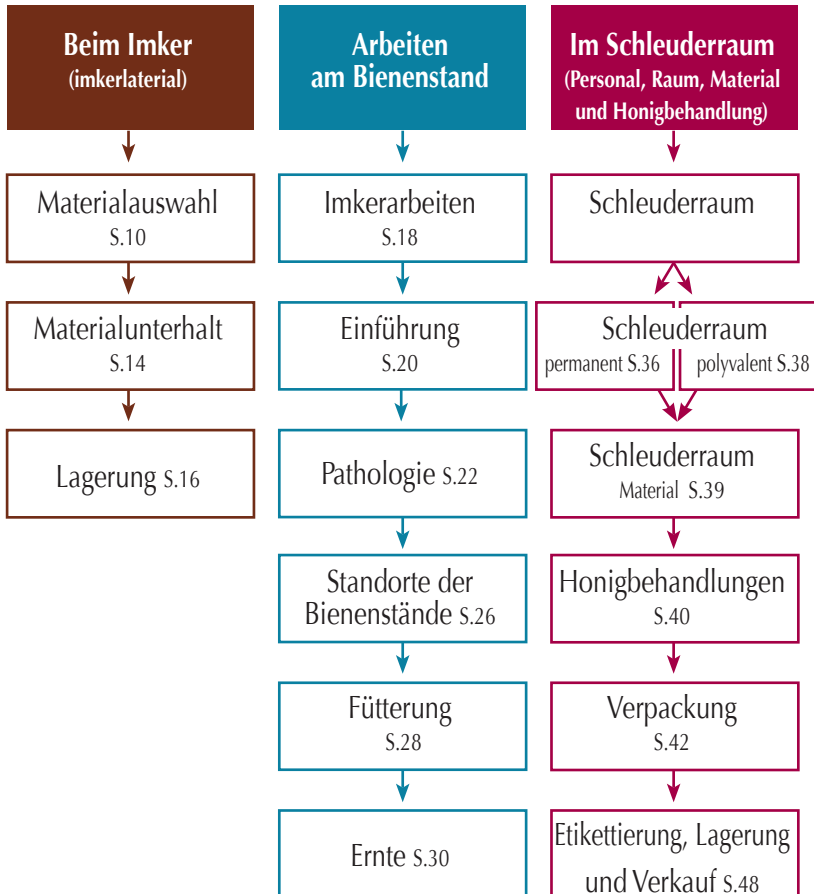 Beim Imker
(imkerlaterial)
Materialauswahl
S.10
Materialunterhalt
S.14
Lagerung S.16
Arbeiten
am Bienenstand
Imkerarbeiten
S.18
Einführung
S.20
Pathologie S.22
Standorte der
Bienenstände S.26
Fütterung
S.28
Ernte S.30
Im Schleuderraum
(Personal, Raum, Material
und Honigbehandlung)
Schleuderraum
Schleuderraum
permanent S.36 polyvalent S.38
Schleuderraum
Material S.39
Honigbehandlungen
S.40
Verpackung
S.42
Etikettierung, Lagerung
und Verkauf S.48